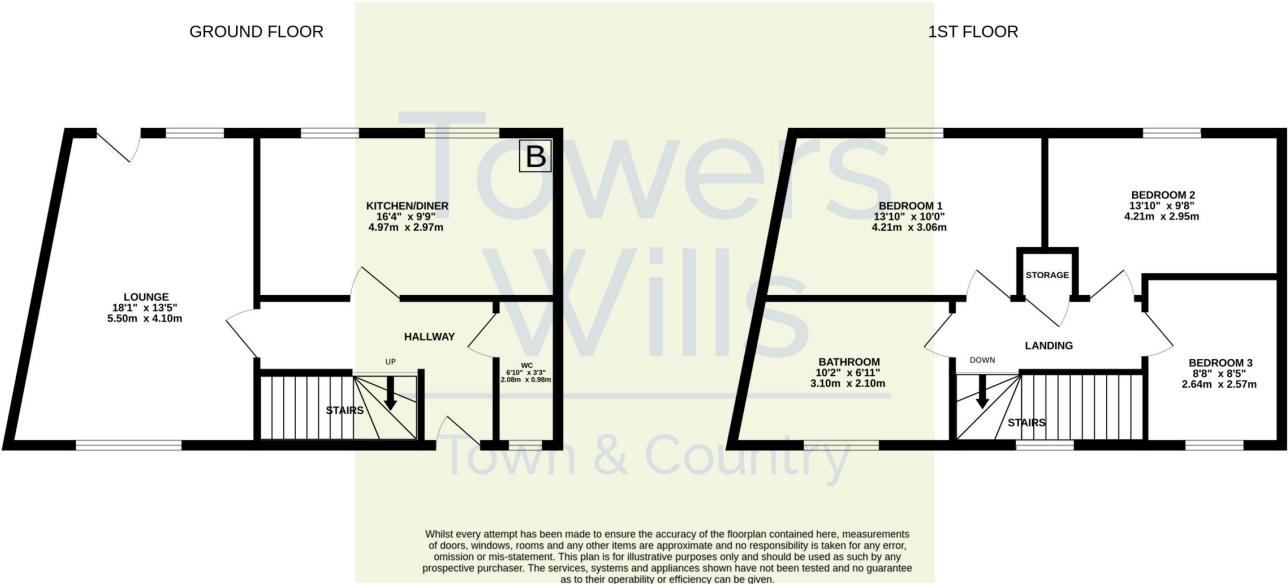 GROUND FLOOR
1ST FLOOR
Towers
Wills
Town & Country
B
KITCHEN/DINER
16'4" x 9'9"
4.97m x 2.97m
LOUNGE
18'1" x 13'5"
5.50m x 4.10m
HALLWAY
UP
WC
6'10" x 3'3"
2.08m x 0.98m
STAIRS
BEDROOM 1
13'10" x 10'0"
4.21m x 3.06m
BEDROOM 2
13'10" x 9'8"
4.21m x 2.95m
STORAGE
LANDING
DOWN
BATHROOM
10'2" x 6'11"
3.10m x 2.10m
BEDROOM 3
8'8" x 8'5"
2.64m x 2.57m
STAIRS
Whilst every attempt has been made to ensure the accuracy of the floorplan contained here, measurements
of doors, windows, rooms and any other items are approximate and no responsibility is taken for any error,
omission or mis-statement. This plan is for illustrative purposes only and should be used as such by any
prospective purchaser. The services, systems and appliances shown have not been tested and no guarantee
as to their operability or efficiency can be given.